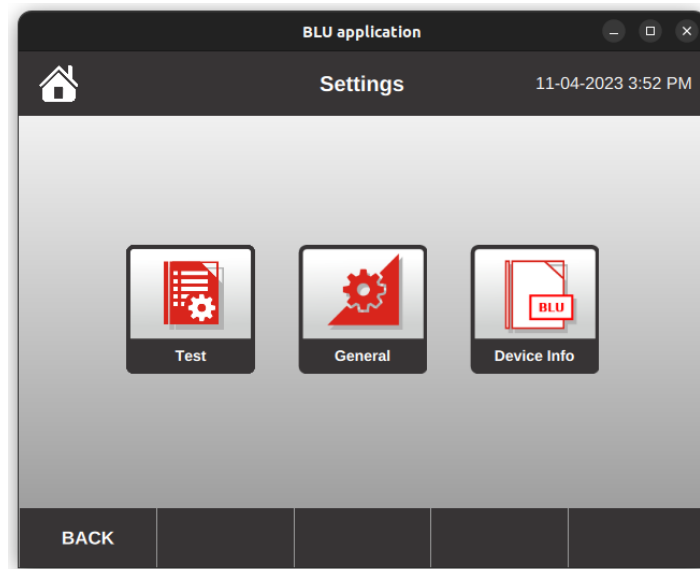 BLU application
Settings
11-04-2023 3:52 PM
BLU
Test
General
Device Info
BACK